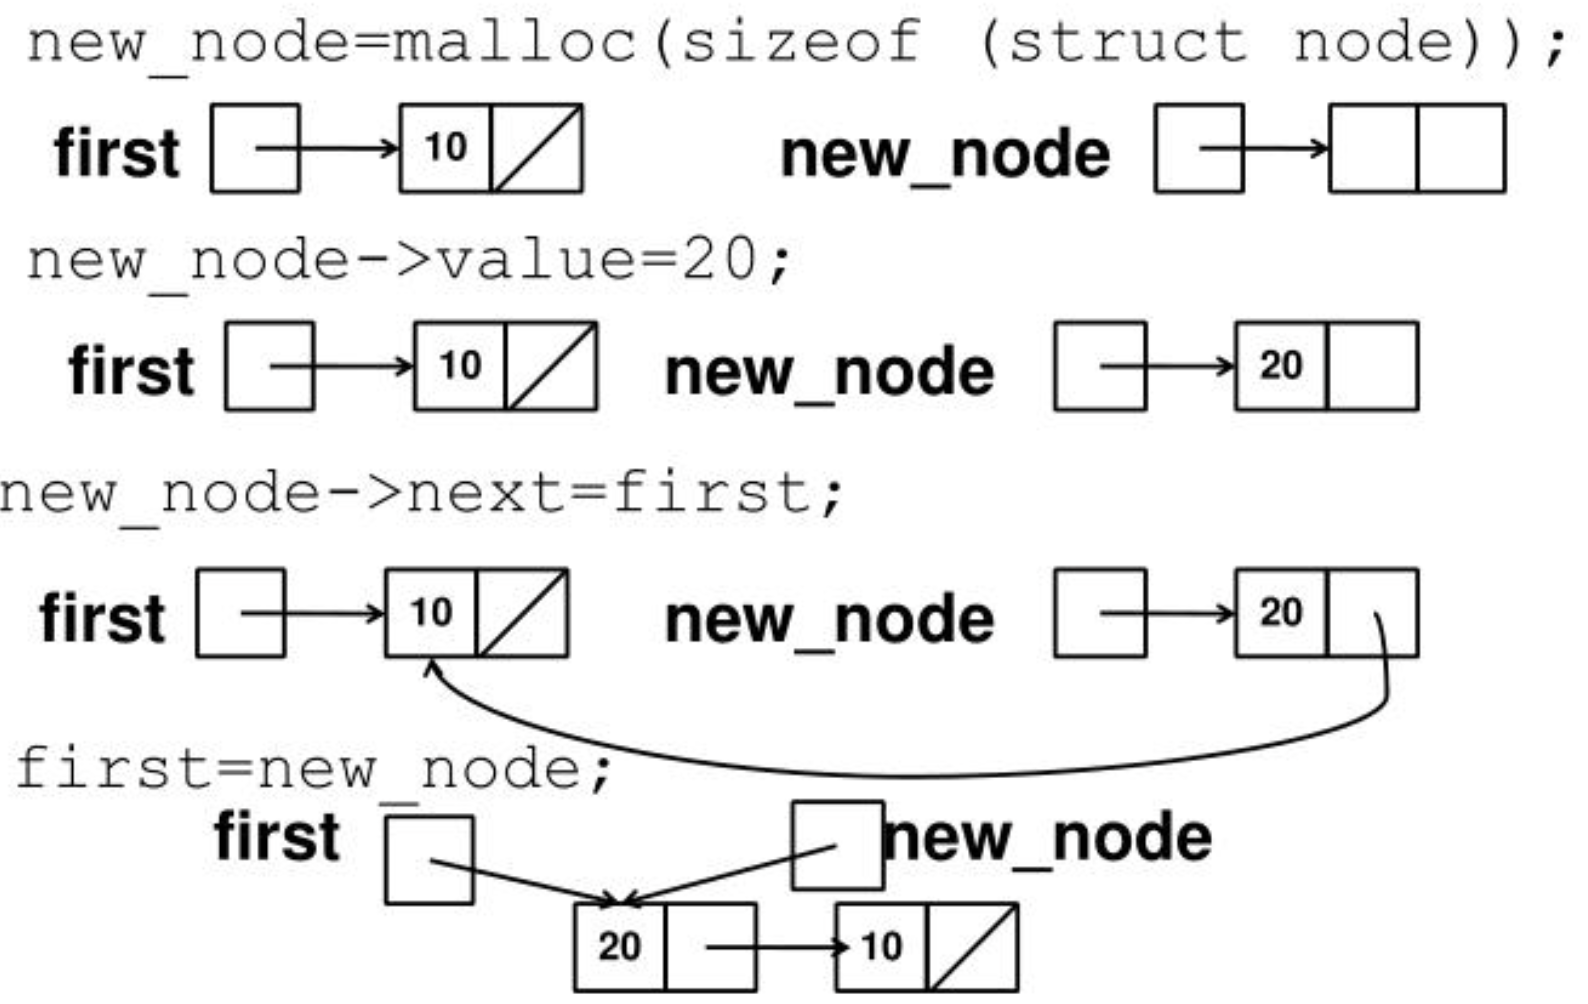 new_node=malloc(sizeof (struct node));
first 10 new_node
new_node->value=20;
first 10 new_node 20
new_node->next=first;
first 10 new_node 20
first=new_node;
first new_node
20 10